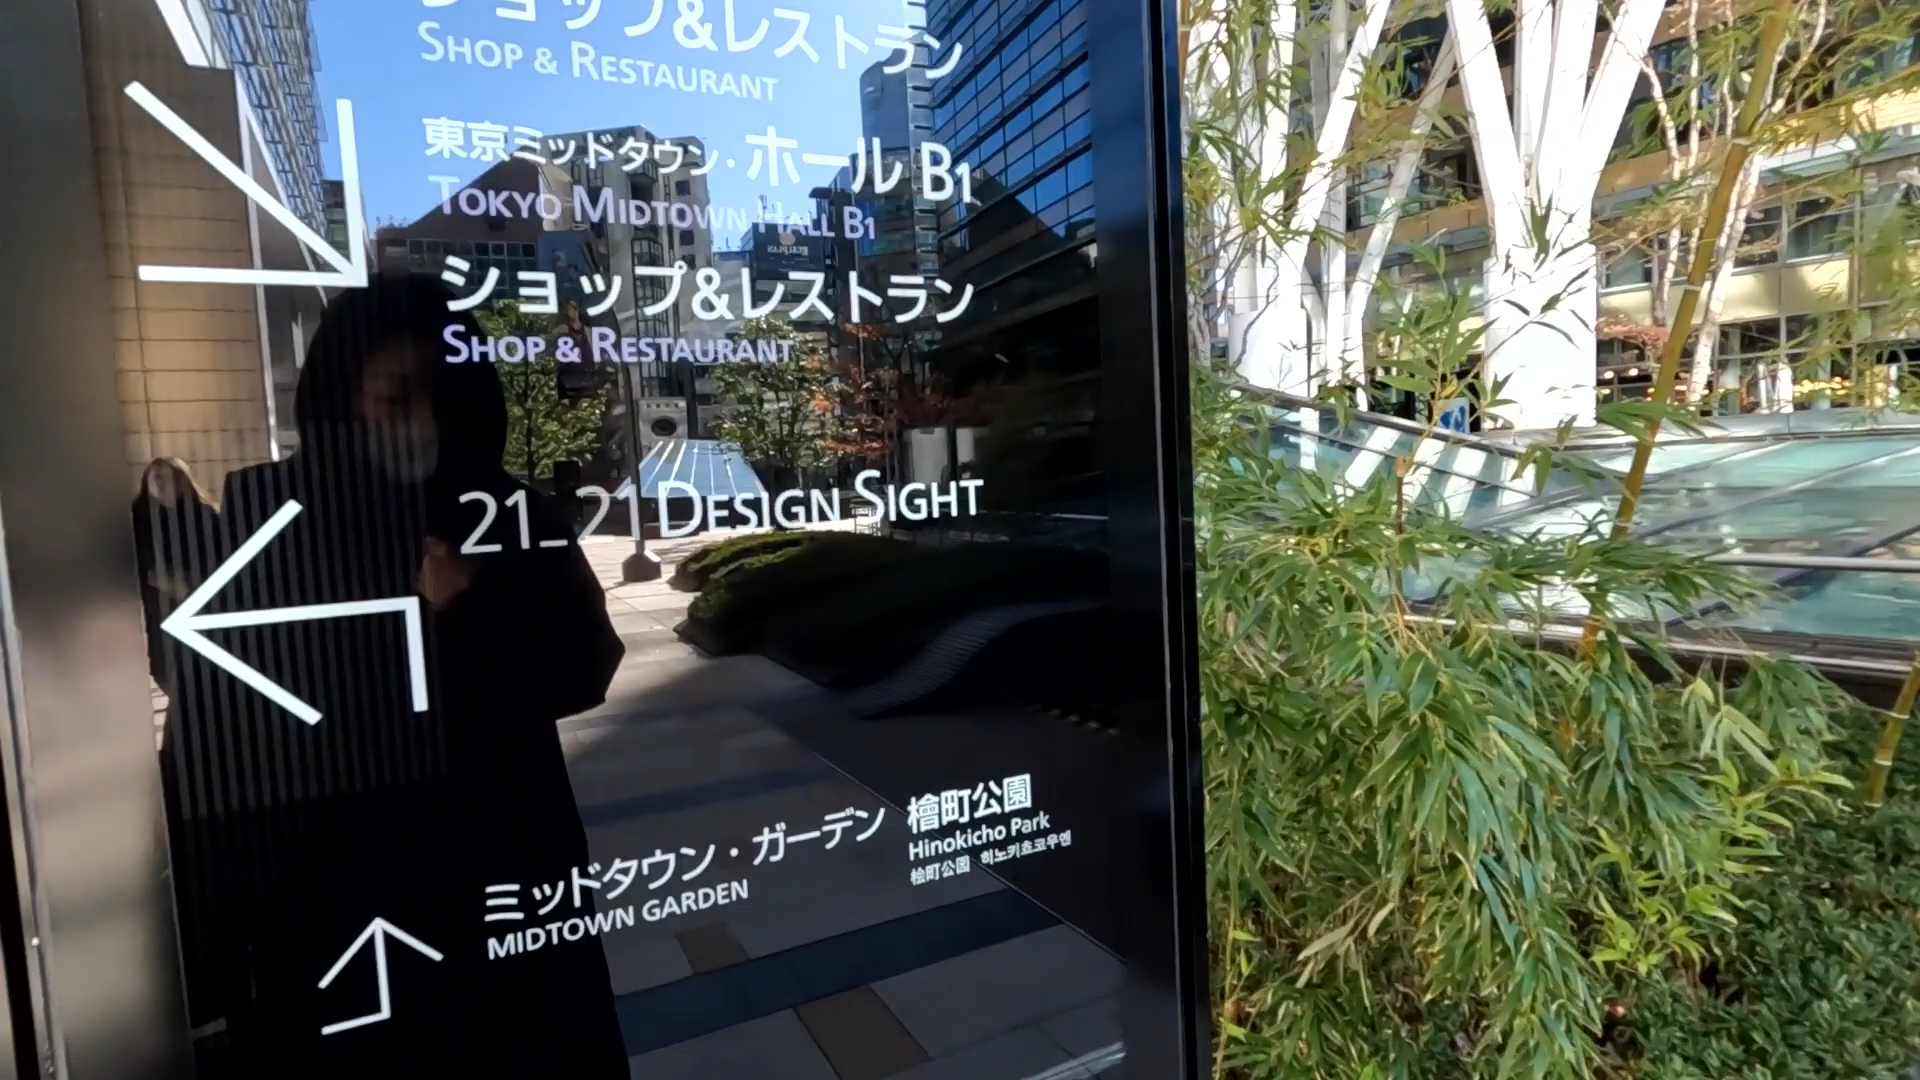 ショップ&レストラン
SHOP & RESTAURANT
東京ミッドタウン・ホール B1
TOKYO MIDTOWN HALL B1
ショップ&レストラン
SHOP & RESTAURANT
21_21 DESIGN SIGHT
ミッドタウン・ガーデン
MIDTOWN GARDEN
檜町公園
Hinokicho Park
桧町公园 히노키쵸코우엔